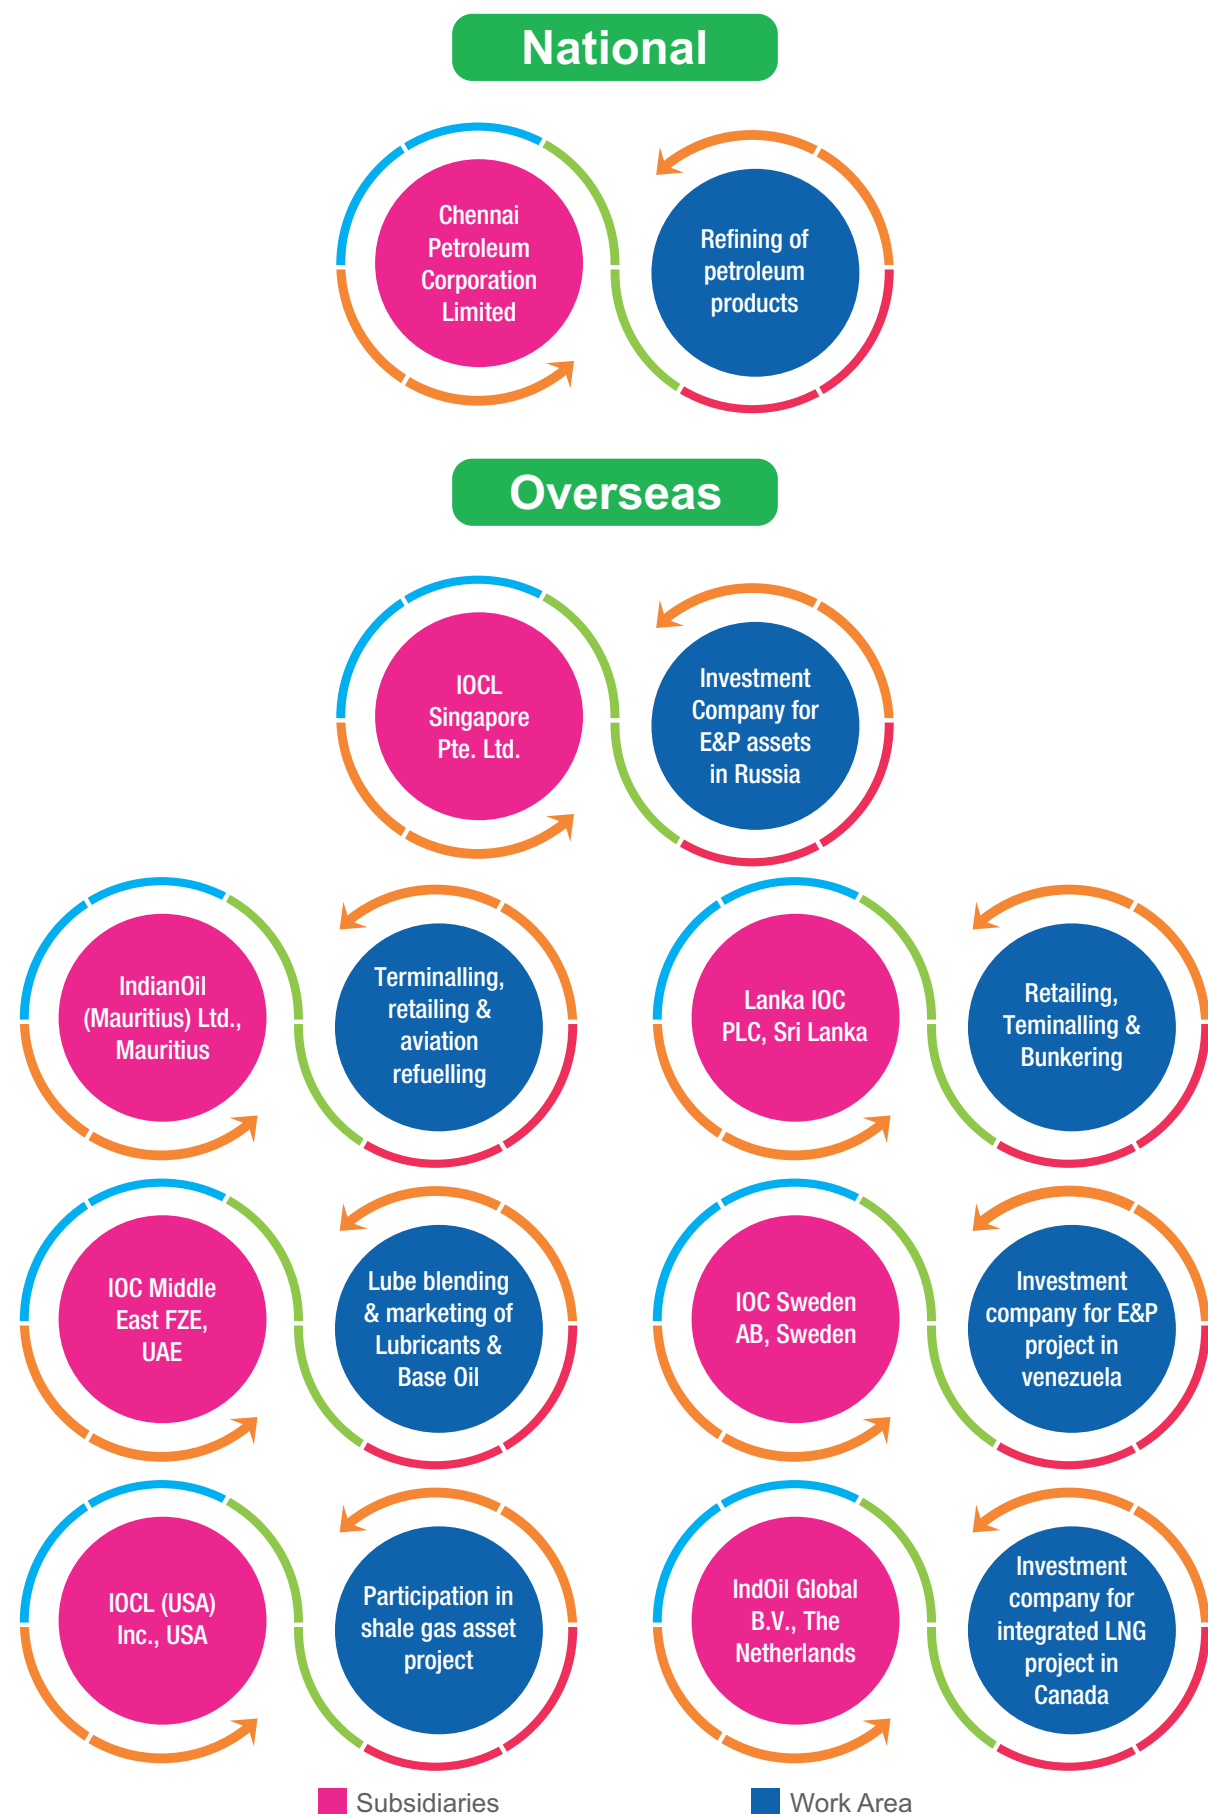 National
Chennai
Petroleum
Corporation
Limited
Refining of
petroleum
products
Overseas
IOCL
Singapore
Pte. Ltd.
Investment
Company for
E&P assets
in Russia
IndianOil
(Mauritius) Ltd.,
Mauritius
Terminalling,
retailing &
aviation
refuelling
Lanka IOC
PLC, Sri Lanka
Retailing,
Teminalling &
Bunkering
IOC Middle
East FZE,
UAE
Lube blending
& marketing of
Lubricants &
Base Oil
IOC Sweden
AB, Sweden
Investment
company for E&P
project in
venezuela
IOCL (USA)
Inc., USA
Participation in
shale gas asset
project
IndOil Global
B.V., The
Netherlands
Investment
company for
integrated LNG
project in
Canada
Subsidiaries
Work Area